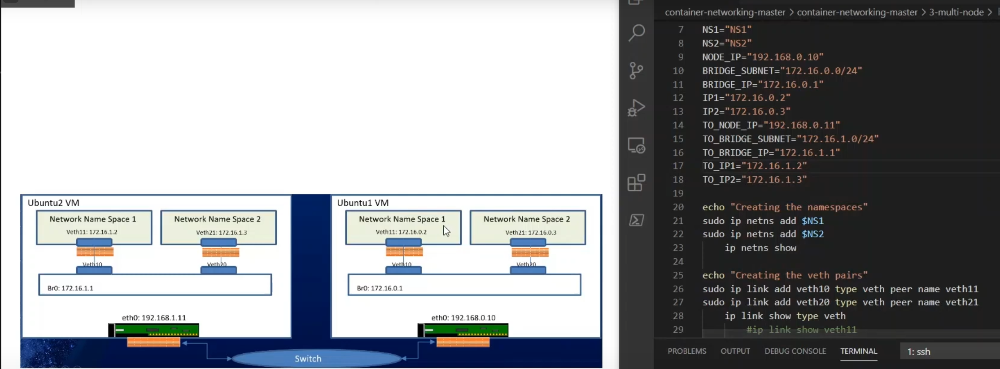 Ubuntu2 VM
Network Name Space 1
Veth11: 172.16.1.2
Network Name Space 2
Veth21: 172.16.1.3
Veth10
Veth20
Br0: 172.16.1.1
eth0: 192.168.1.11
Ubuntu1 VM
Network Name Space 1
Veth11: 172.16.0.2
Network Name Space 2
Veth21: 172.16.0.3
Veth10
Veth20
Br0: 172.16.0.1
eth0: 192.168.0.10
Switch
container-networking-master > container-networking-master > 3-multi-node >
7 NS1="NS1"
8 NS2="NS2"
9 NODE_IP="192.168.0.10"
10 BRIDGE_SUBNET="172.16.0.0/24"
11 BRIDGE_IP="172.16.0.1"
12 IP1="172.16.0.2"
13 IP2="172.16.0.3"
14 TO_NODE_IP="192.168.0.11"
15 TO_BRIDGE_SUBNET="172.16.1.0/24"
16 TO_BRIDGE_IP="172.16.1.1"
17 TO_IP1="172.16.1.2"
18 TO_IP2="172.16.1.3"
19
20 echo "Creating the namespaces"
21 sudo ip netns add $NS1
22 sudo ip netns add $NS2
23 ip netns show
24
25 echo "Creating the veth pairs"
26 sudo ip link add veth10 type veth peer name veth11
27 sudo ip link add veth20 type veth peer name veth21
28 ip link show type veth
29 #ip link show veth11
PROBLEMS OUTPUT DEBUG CONSOLE TERMINAL 1: ssh